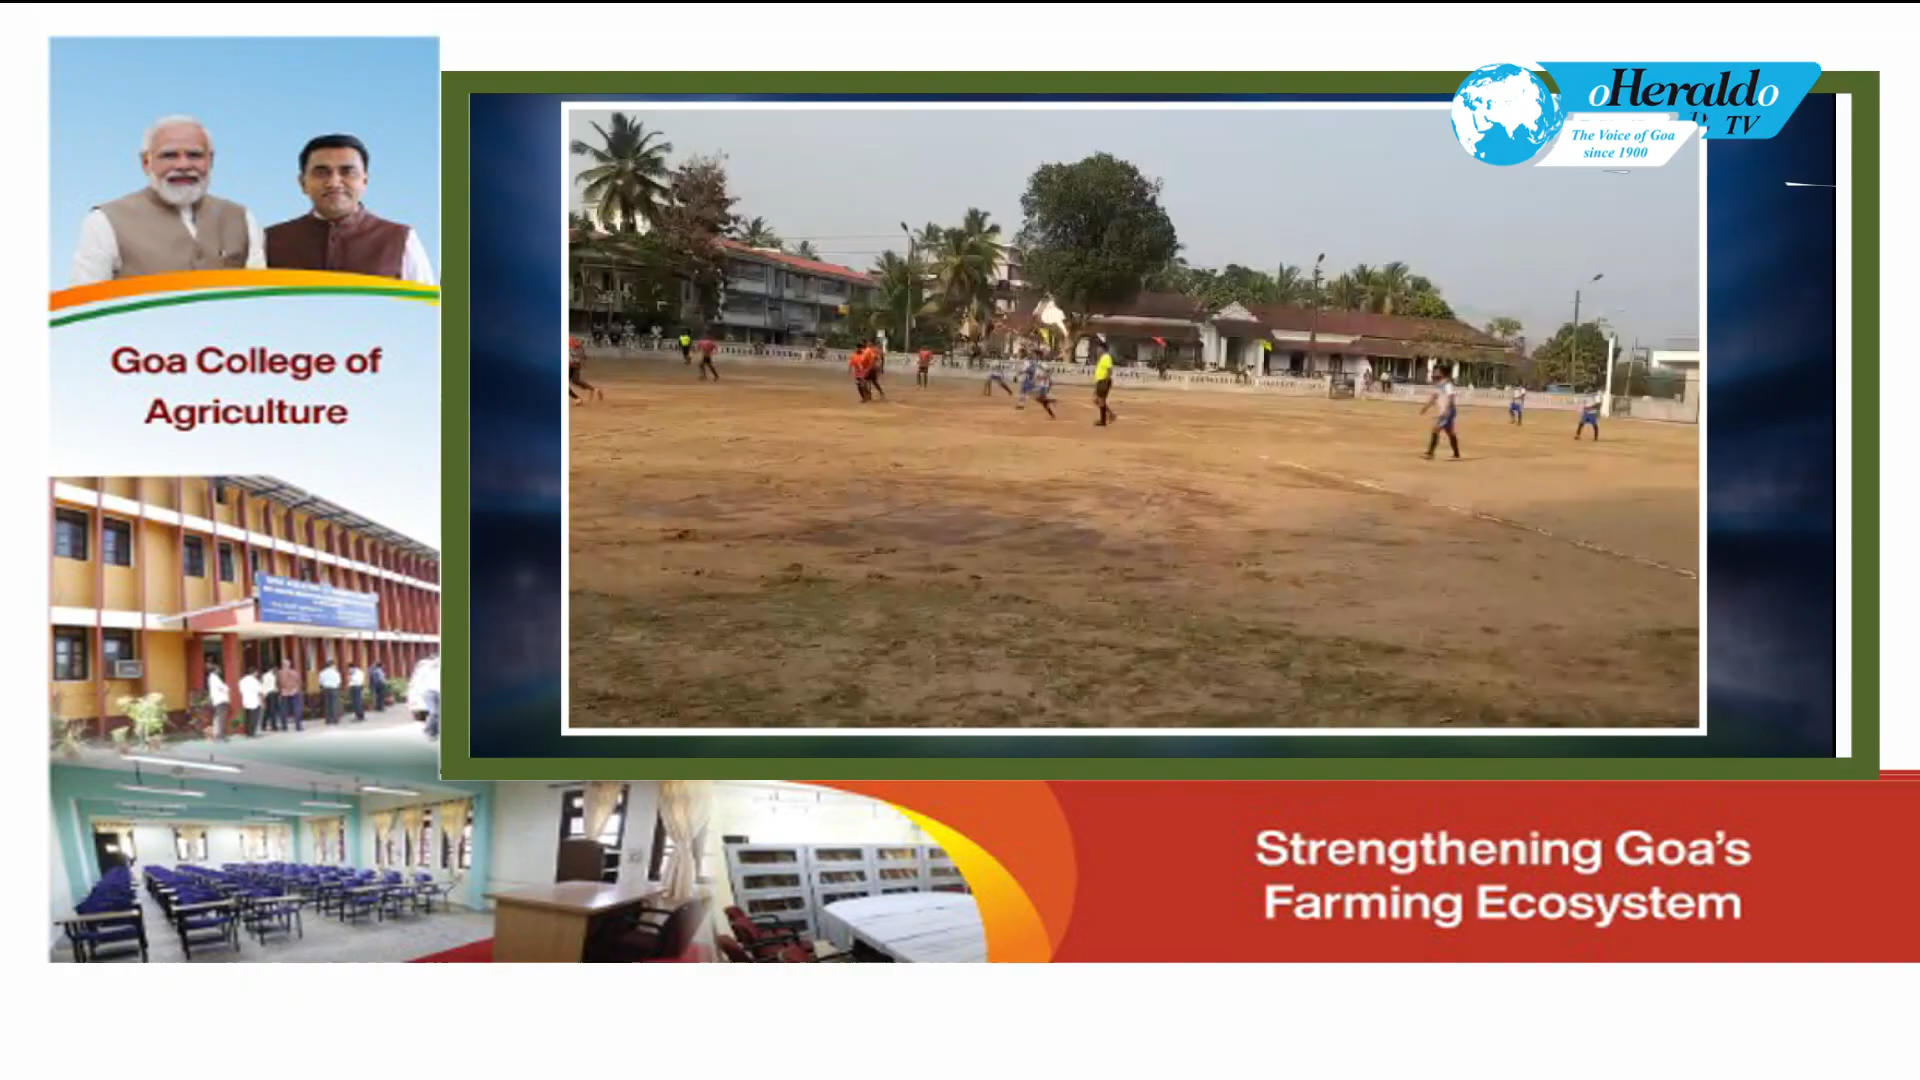 oHeraldo
TV
The Voice of Goa
since 1900
Goa College of
Agriculture
Strengthening Goa's
Farming Ecosystem